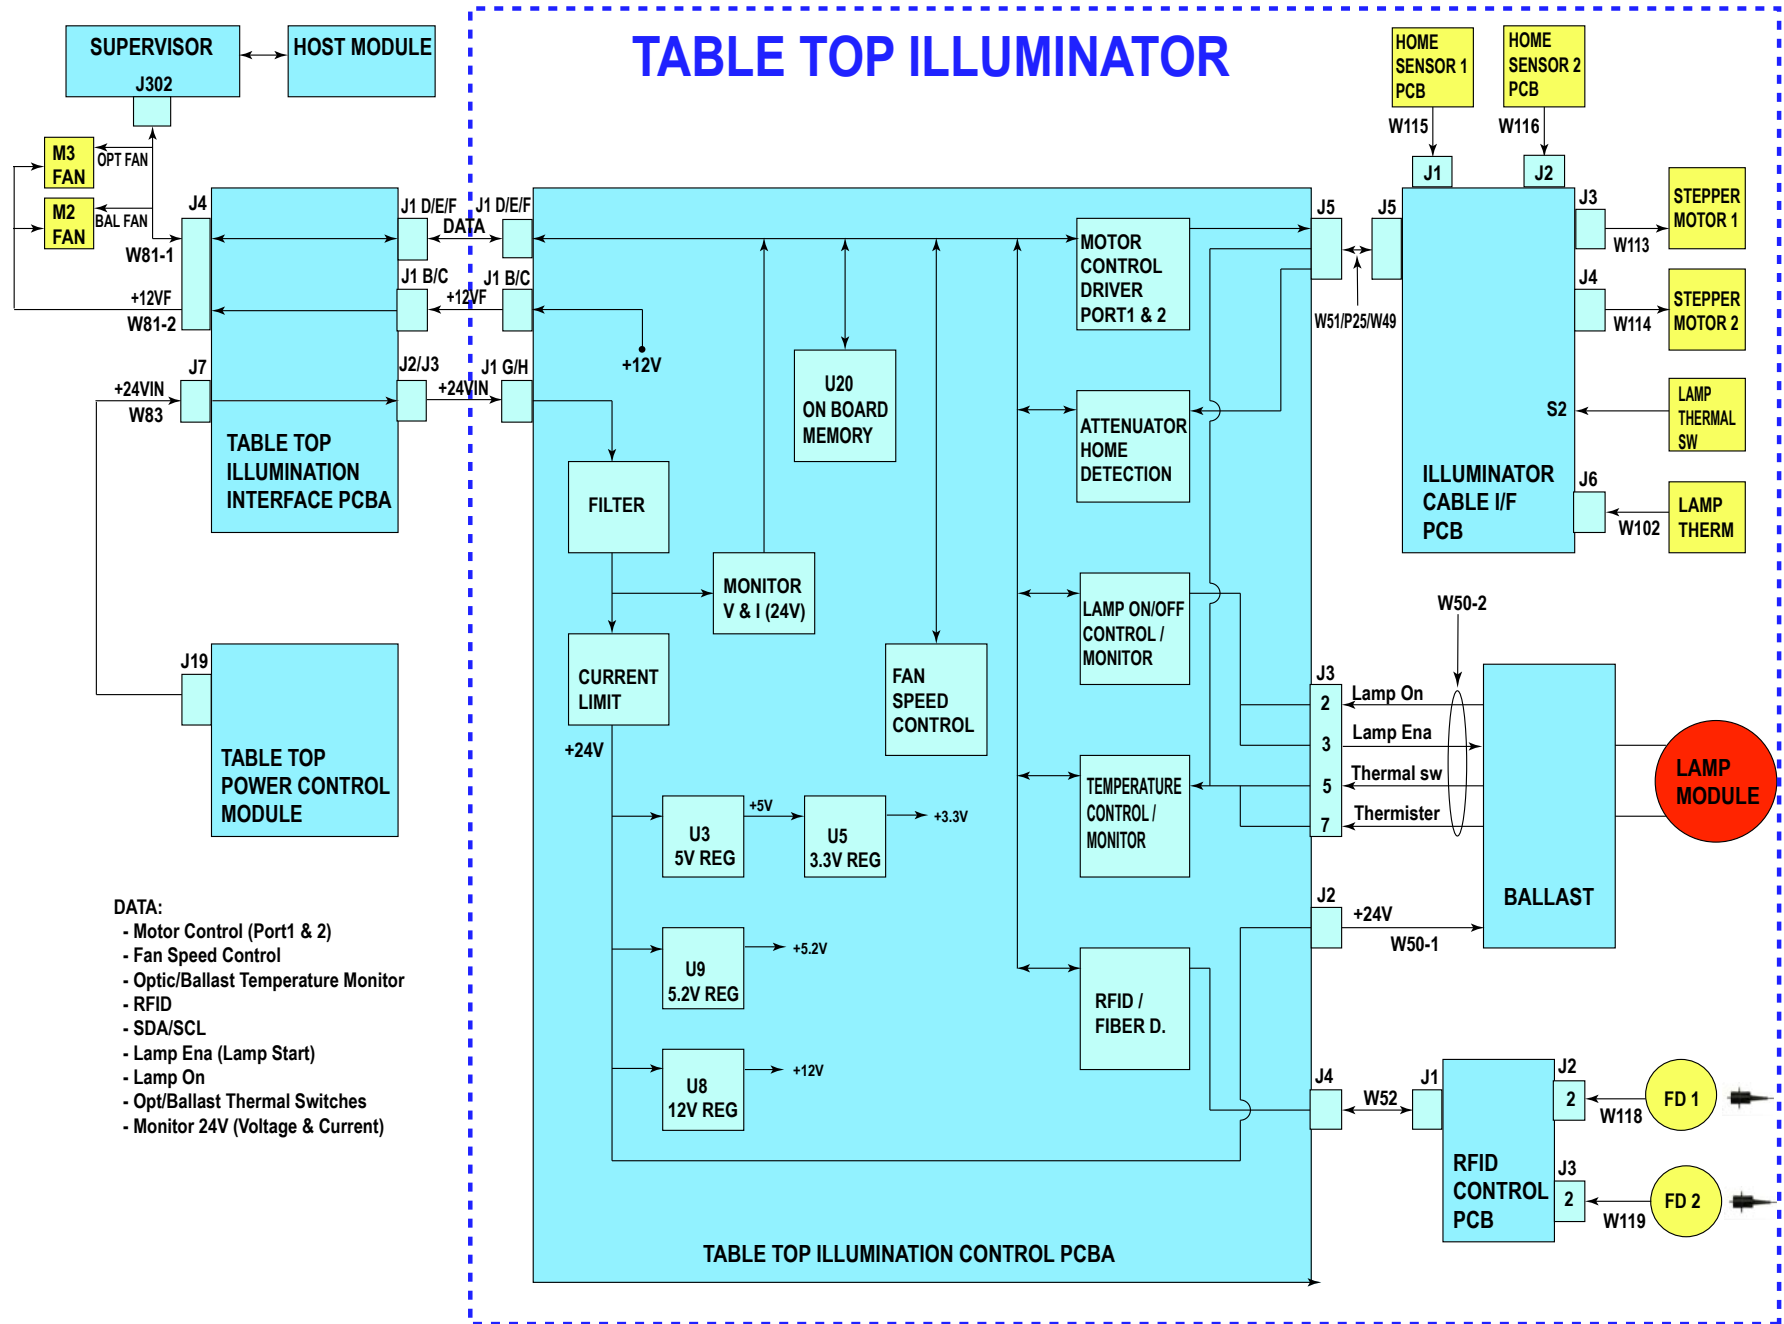 TABLE TOP ILLUMINATOR
SUPERVISOR
J302
HOST MODULE
M3
FAN
OPT FAN
M2
FAN
BAL FAN
W81-1
+12VF
W81-2
J4
J7
+24VIN
W83
TABLE TOP
ILLUMINATION
INTERFACE PCBA
J1 D/E/F
J1 B/C
J2/J3
DATA
+12VF
+24VIN
J1 D/E/F
J1 B/C
J1 G/H
J19
TABLE TOP
POWER CONTROL
MODULE
DATA:
- Motor Control (Port1 & 2)
- Fan Speed Control
- Optic/Ballast Temperature Monitor
- RFID
- SDA/SCL
- Lamp Ena (Lamp Start)
- Lamp On
- Opt/Ballast Thermal Switches
- Monitor 24V (Voltage & Current)
+12V
FILTER
MONITOR
V & I (24V)
CURRENT
LIMIT
+24V
U20
ON BOARD
MEMORY
FAN
SPEED
CONTROL
U3
5V REG
+5V
U5
3.3V REG
+3.3V
U9
5.2V REG
+5.2V
U8
12V REG
+12V
MOTOR
CONTROL
DRIVER
PORT1 & 2
ATTENUATOR
HOME
DETECTION
LAMP ON/OFF
CONTROL /
MONITOR
TEMPERATURE
CONTROL /
MONITOR
RFID /
FIBER D.
TABLE TOP ILLUMINATION CONTROL PCBA
J5
J5
W51/P25/W49
HOME
SENSOR 1
PCB
W115
J1
HOME
SENSOR 2
PCB
W116
J2
ILLUMINATOR
CABLE I/F
PCB
J3
W113
STEPPER
MOTOR 1
J4
W114
STEPPER
MOTOR 2
S2
LAMP
THERMAL
SW
J6
W102
LAMP
THERM
W50-2
J3
2
Lamp On
3
Lamp Ena
5
Thermal sw
7
Thermister
J2
+24V
W50-1
BALLAST
LAMP
MODULE
J4
W52
J1
RFID
CONTROL
PCB
J2
2
W118
FD 1
J3
2
W119
FD 2